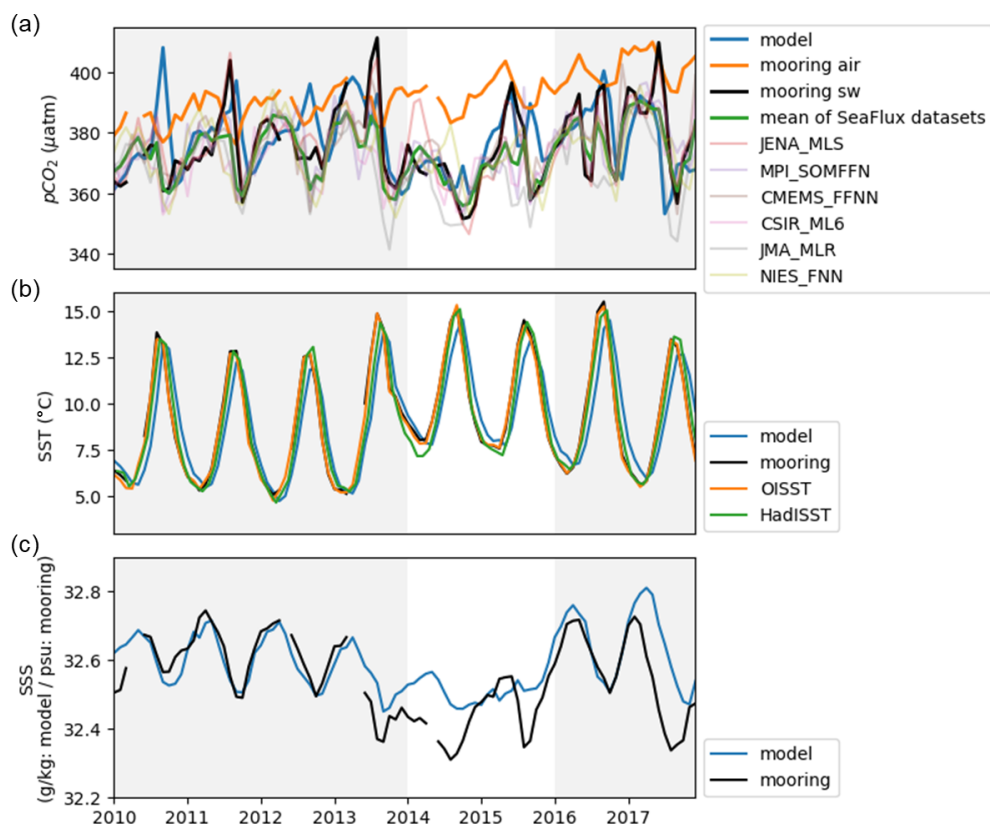 (a)
pCO₂ (μatm)
400
380
360
340
model
mooring air
mooring sw
mean of SeaFlux datasets
JENA_MLS
MPI_SOMFFN
CMEMS_FFNN
CSIR_ML6
JMA_MLR
NIES_FNN
(b)
SST (°C)
15.0
12.5
10.0
7.5
5.0
model
mooring
OISST
HadISST
(c)
SSS
(g/kg: model / psu: mooring)
32.8
32.6
32.4
32.2
model
mooring
2010 2011 2012 2013 2014 2015 2016 2017